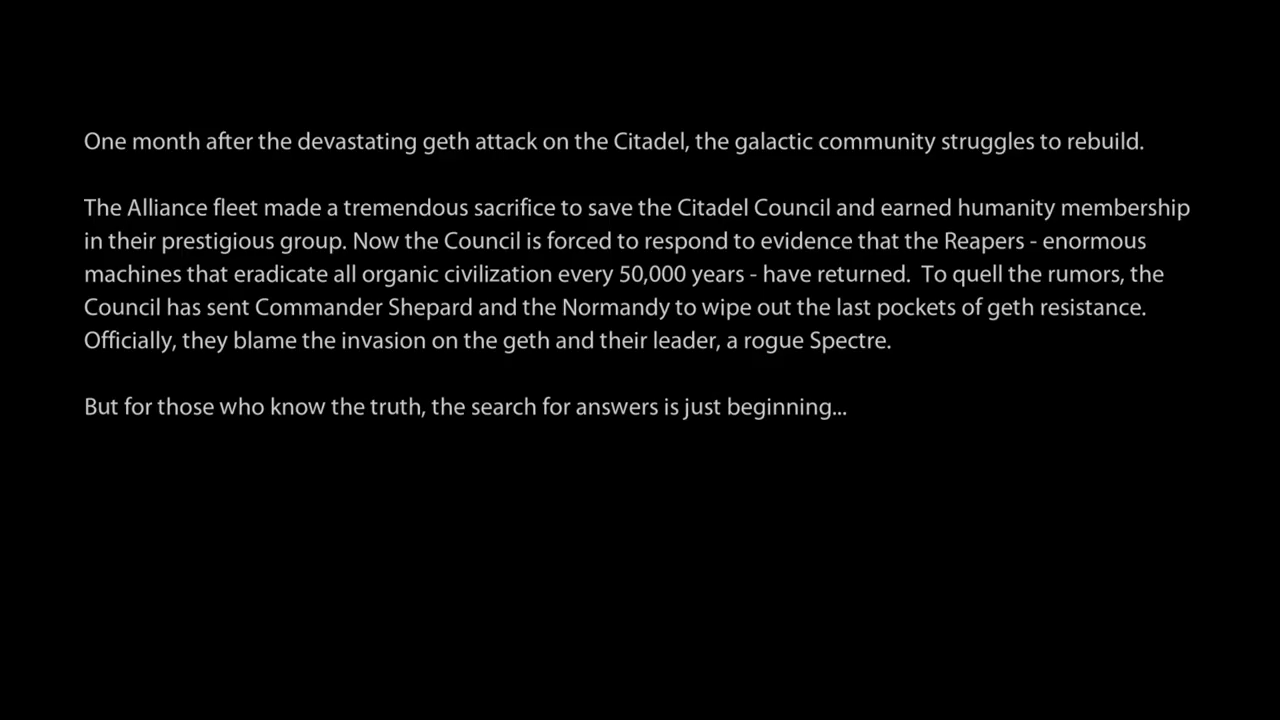 One month after the devastating geth attack on the Citadel, the galactic community struggles to rebuild.
The Alliance fleet made a tremendous sacrifice to save the Citadel Council and earned humanity membership
in their prestigious group. Now the Council is forced to respond to evidence that the Reapers - enormous
machines that eradicate all organic civilization every 50,000 years - have returned.  To quell the rumors, the
Council has sent Commander Shepard and the Normandy to wipe out the last pockets of geth resistance.
Officially, they blame the invasion on the geth and their leader, a rogue Spectre.
But for those who know the truth, the search for answers is just beginning...